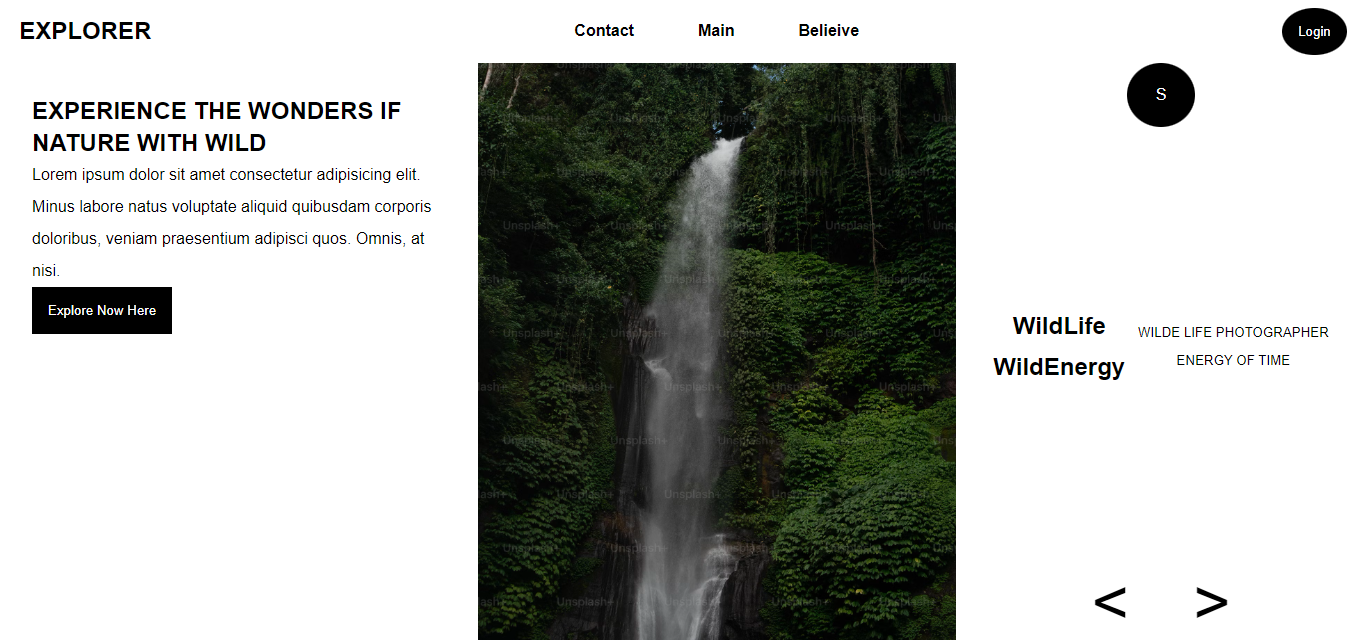 EXPLORER
Contact
Main
Belieive
Login
EXPERIENCE THE WONDERS IF
NATURE WITH WILD
Lorem ipsum dolor sit amet consectetur adipisicing elit.
Minus labore natus voluptate aliquid quibusdam corporis
doloribus, veniam praesentium adipisci quos. Omnis, at
nisi.
Explore Now Here
Unsplash+
S
WildLife
WildEnergy
WILDE LIFE PHOTOGRAPHER
ENERGY OF TIME
< >